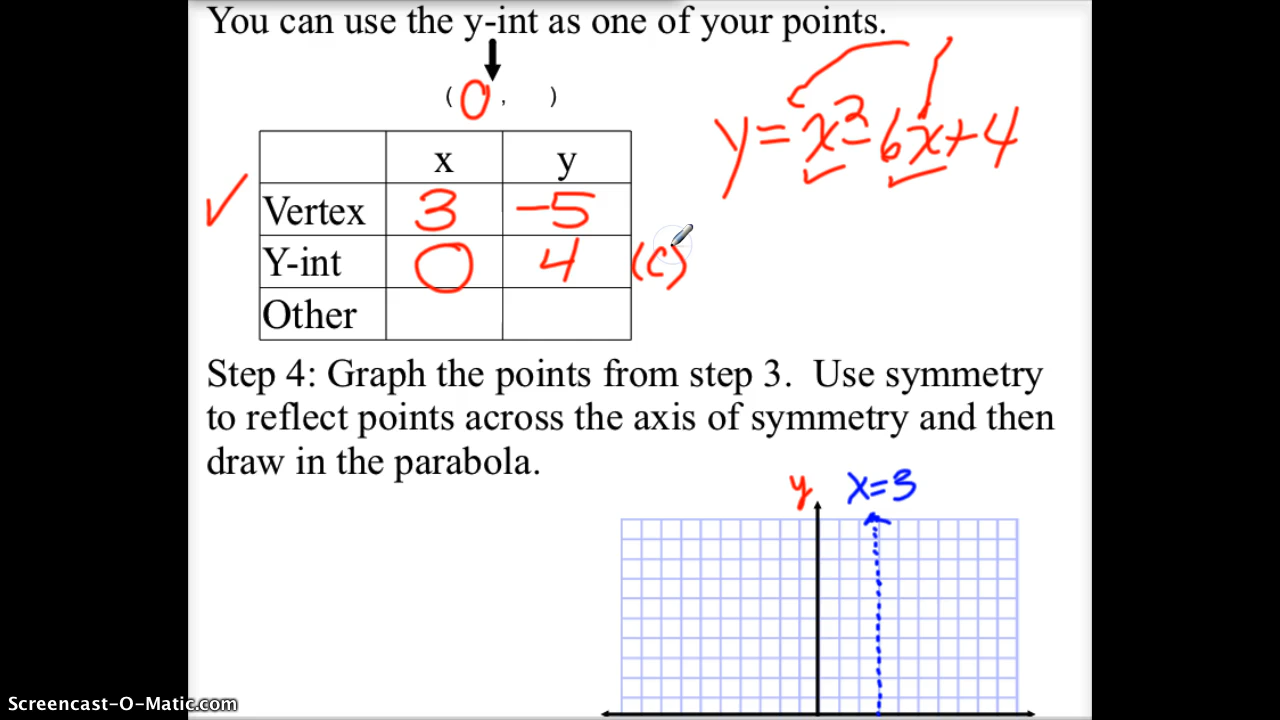 You can use the y-int as one of your points.
(0, )
y = x² - 6x + 4
x y
Vertex 3 -5
Y-int 0 4 (c)
Other
Step 4: Graph the points from step 3. Use symmetry
to reflect points across the axis of symmetry and then
draw in the parabola.
y x=3
Screencast-O-Matic.com